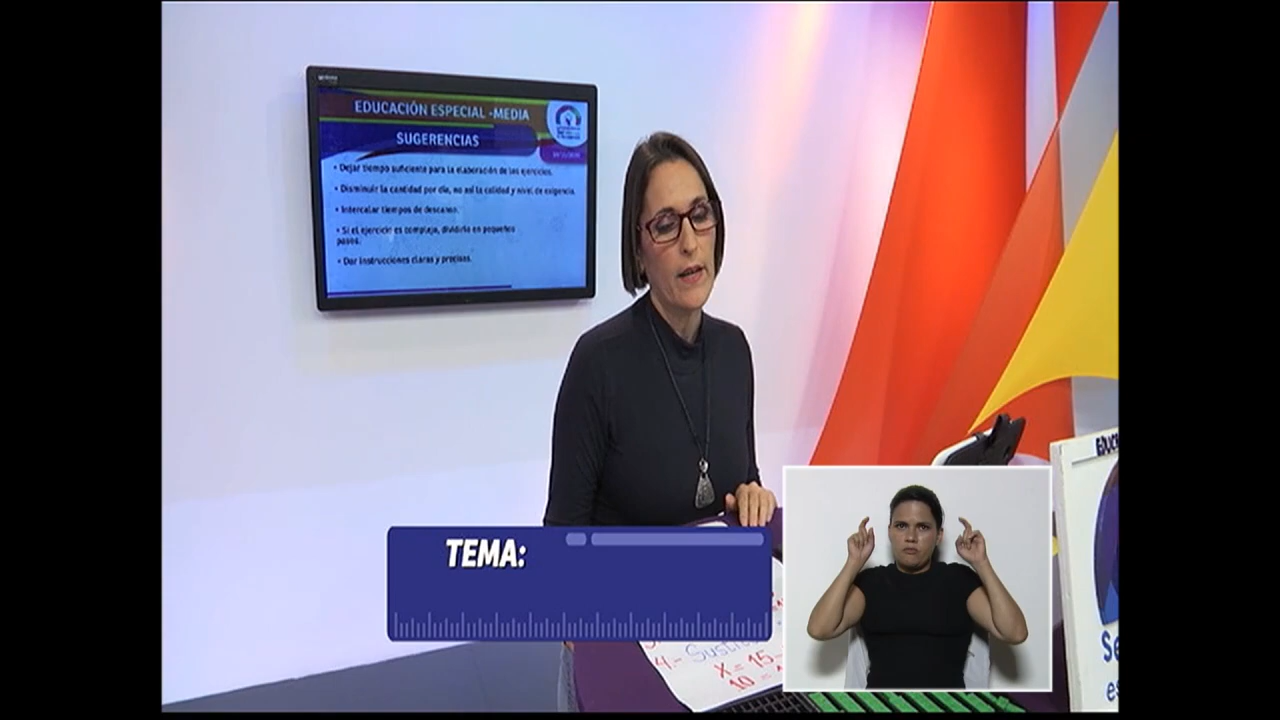 EDUCACIÓN ESPECIAL -MEDIA
SUGERENCIAS
• Dejar tiempo suficiente para la elaboración de los ejercicios.
• Disminuir la cantidad por día, no así la calidad y nivel de exigencia.
• Intercalar tiempos de descanso.
• Si el ejercicio es complejo, dividirlo en pequeños
pasos.
• Dar instrucciones claras y precisas.
TEMA:
4-
X = 15-
10 =